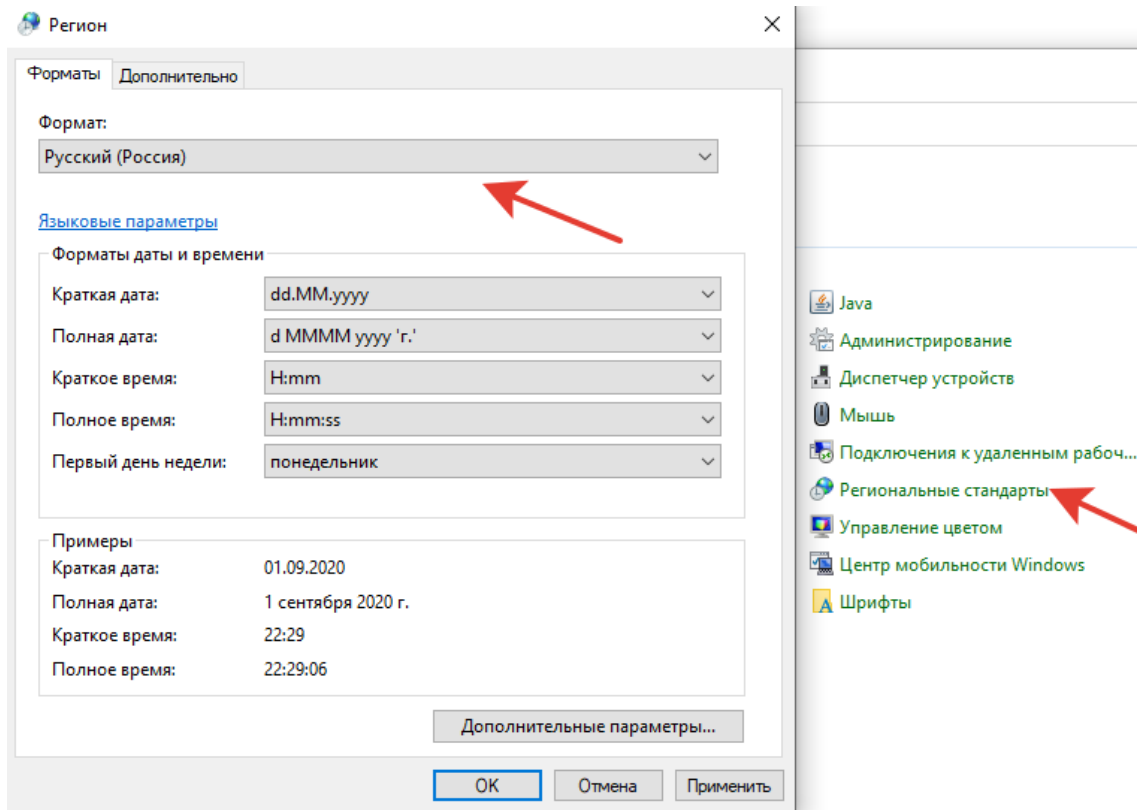 Регион
Форматы Дополнительно
Формат:
Русский (Россия)
Языковые параметры
Форматы даты и времени
Краткая дата: dd.MM.yyyy
Полная дата: d MMMM yyyy 'г.'
Краткое время: H:mm
Полное время: H:mm:ss
Первый день недели: понедельник
Примеры
Краткая дата: 01.09.2020
Полная дата: 1 сентября 2020 г.
Краткое время: 22:29
Полное время: 22:29:06
Дополнительные параметры...
OK Отмена Применить
Java
Администрирование
Диспетчер устройств
Мышь
Подключения к удаленным рабоч...
Региональные стандарты
Управление цветом
Центр мобильности Windows
Шрифты